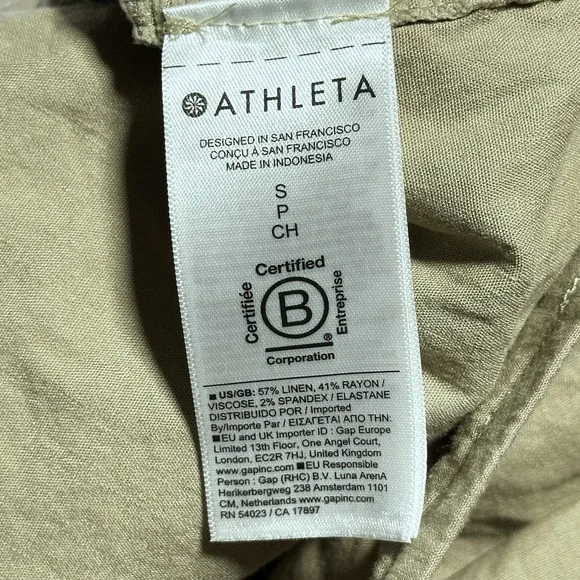 ATHLETA
DESIGNED IN SAN FRANCISCO
CONÇU À SAN FRANCISCO
MADE IN INDONESIA
S
P
CH
Certified
Certifiée
B
Entreprise
®
Corporation
■ US/GB: 57% LINEN, 41% RAYON /
VISCOSE, 2% SPANDEX / ELASTANE
DISTRIBUIDO POR / Imported
By/Importe Par / ΕΙΣΑΓΕΤΑΙ ΑΠΟ ΤΗΝ:
■EU and UK Importer ID : Gap Europe
Limited 13th Floor, One Angel Court,
London, EC2R 7HJ, United Kingdom
www.gapinc.com ■EU Responsible
Person : Gap (RHC) B.V. Luna ArenA
Herikerbergweg 238 Amsterdam 1101
CM, Netherlands www.gapinc.com
RN 54023 / CA 17897